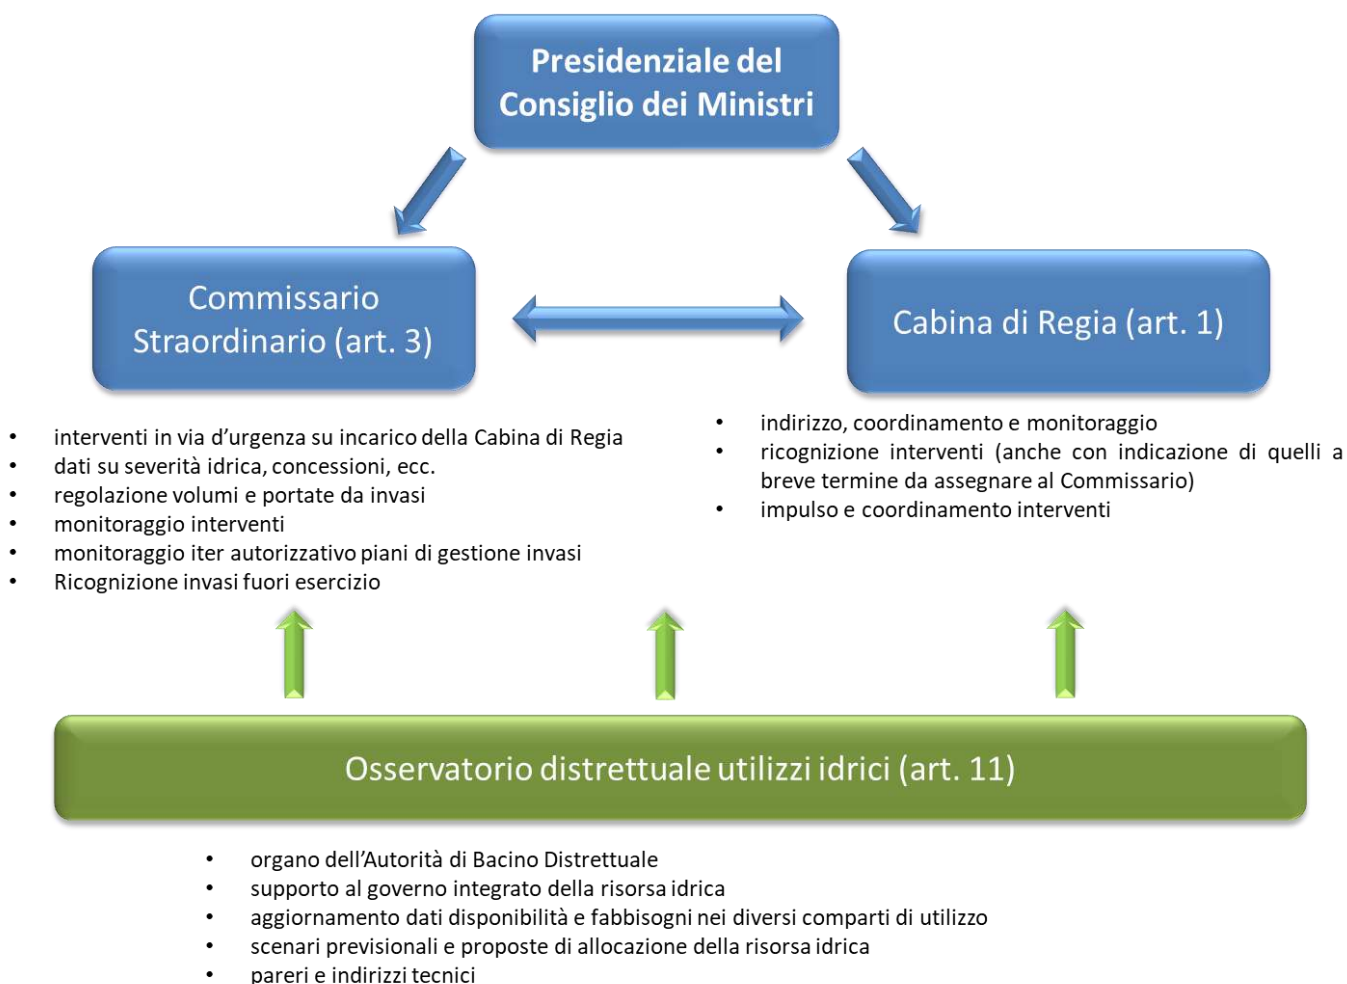 Presidenziale del
Consiglio dei Ministri
Commissario
Straordinario (art. 3)
Cabina di Regia (art. 1)
• interventi in via d'urgenza su incarico della Cabina di Regia
• dati su severità idrica, concessioni, ecc.
• regolazione volumi e portate da invasi
• monitoraggio interventi
• monitoraggio iter autorizzativo piani di gestione invasi
• Ricognizione invasi fuori esercizio
• indirizzo, coordinamento e monitoraggio
• ricognizione interventi (anche con indicazione di quelli a
breve termine da assegnare al Commissario)
• impulso e coordinamento interventi
Osservatorio distrettuale utilizzi idrici (art. 11)
• organo dell'Autorità di Bacino Distrettuale
• supporto al governo integrato della risorsa idrica
• aggiornamento dati disponibilità e fabbisogni nei diversi comparti di utilizzo
• scenari previsionali e proposte di allocazione della risorsa idrica
• pareri e indirizzi tecnici